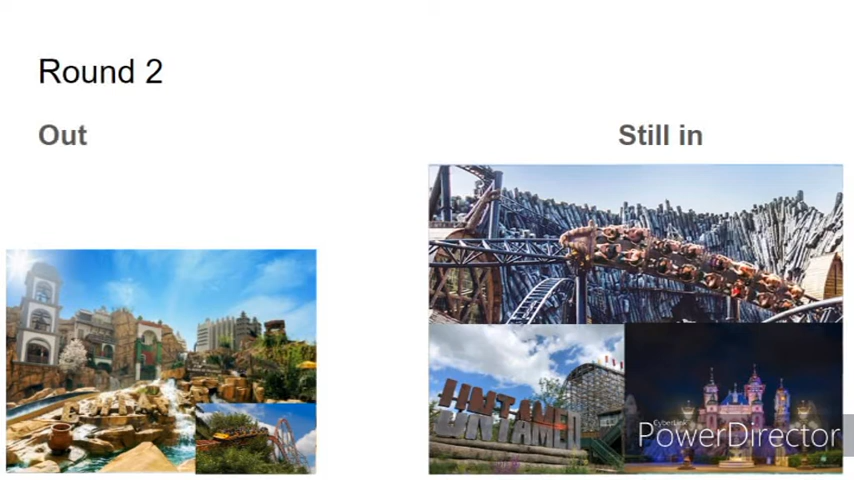 Round 2
Out
Still in
UNTAMED
UNTAMED
CyberLink
PowerDirector